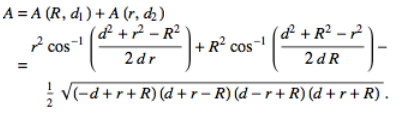 A = A (R, d₁) + A (r, d₂)
= r² cos⁻¹ ( (d² + r² − R²) / (2 d r) ) + R² cos⁻¹ ( (d² + R² − r²) / (2 d R) ) −
½ √((−d + r + R) (d + r − R) (d − r + R) (d + r + R)) .